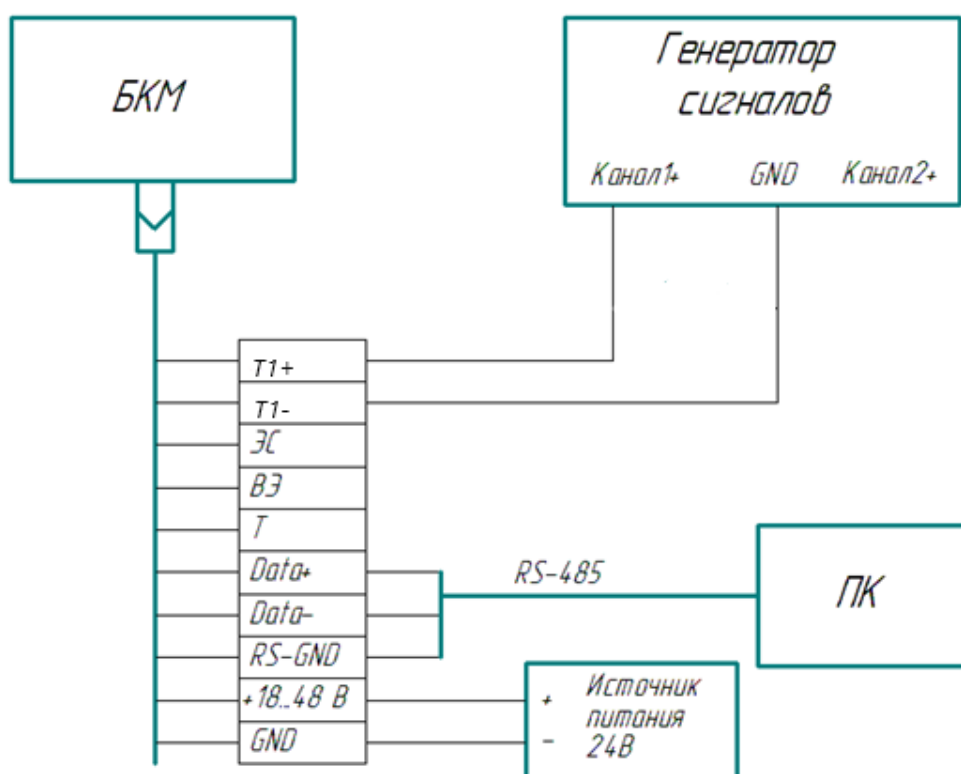 БКМ
Генератор
сигналов
Канал1+ GND Канал2+
T1+
T1-
ЭС
ВЭ
Т
Data+
Data-
RS-GND
+18...48 В
GND
RS-485
ПК
+ Источник
питания
- 24В